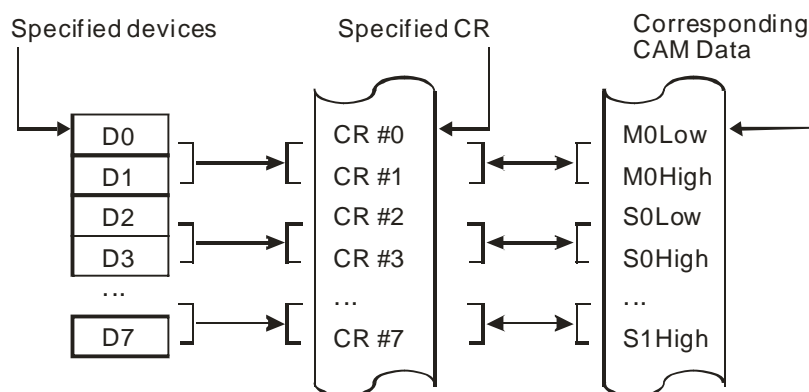 Specified devices
Specified CR
Corresponding
CAM Data
D0
CR #0
M0Low
D1
CR #1
M0High
D2
CR #2
S0Low
D3
CR #3
S0High
...
...
...
D7
CR #7
S1High